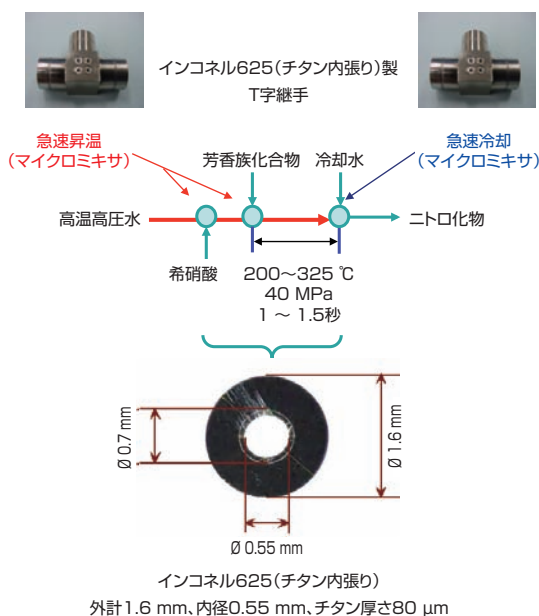 インコネル625（チタン内張り）製
T字継手
急速昇温
（マイクロミキサ）
芳香族化合物
冷却水
急速冷却
（マイクロミキサ）
高温高圧水
ニトロ化物
希硝酸
200～325 ℃
40 MPa
1 ～ 1.5秒
Ø 0.7 mm
Ø 1.6 mm
Ø 0.55 mm
インコネル625（チタン内張り）
外計1.6 mm、内径0.55 mm、チタン厚さ80 µm